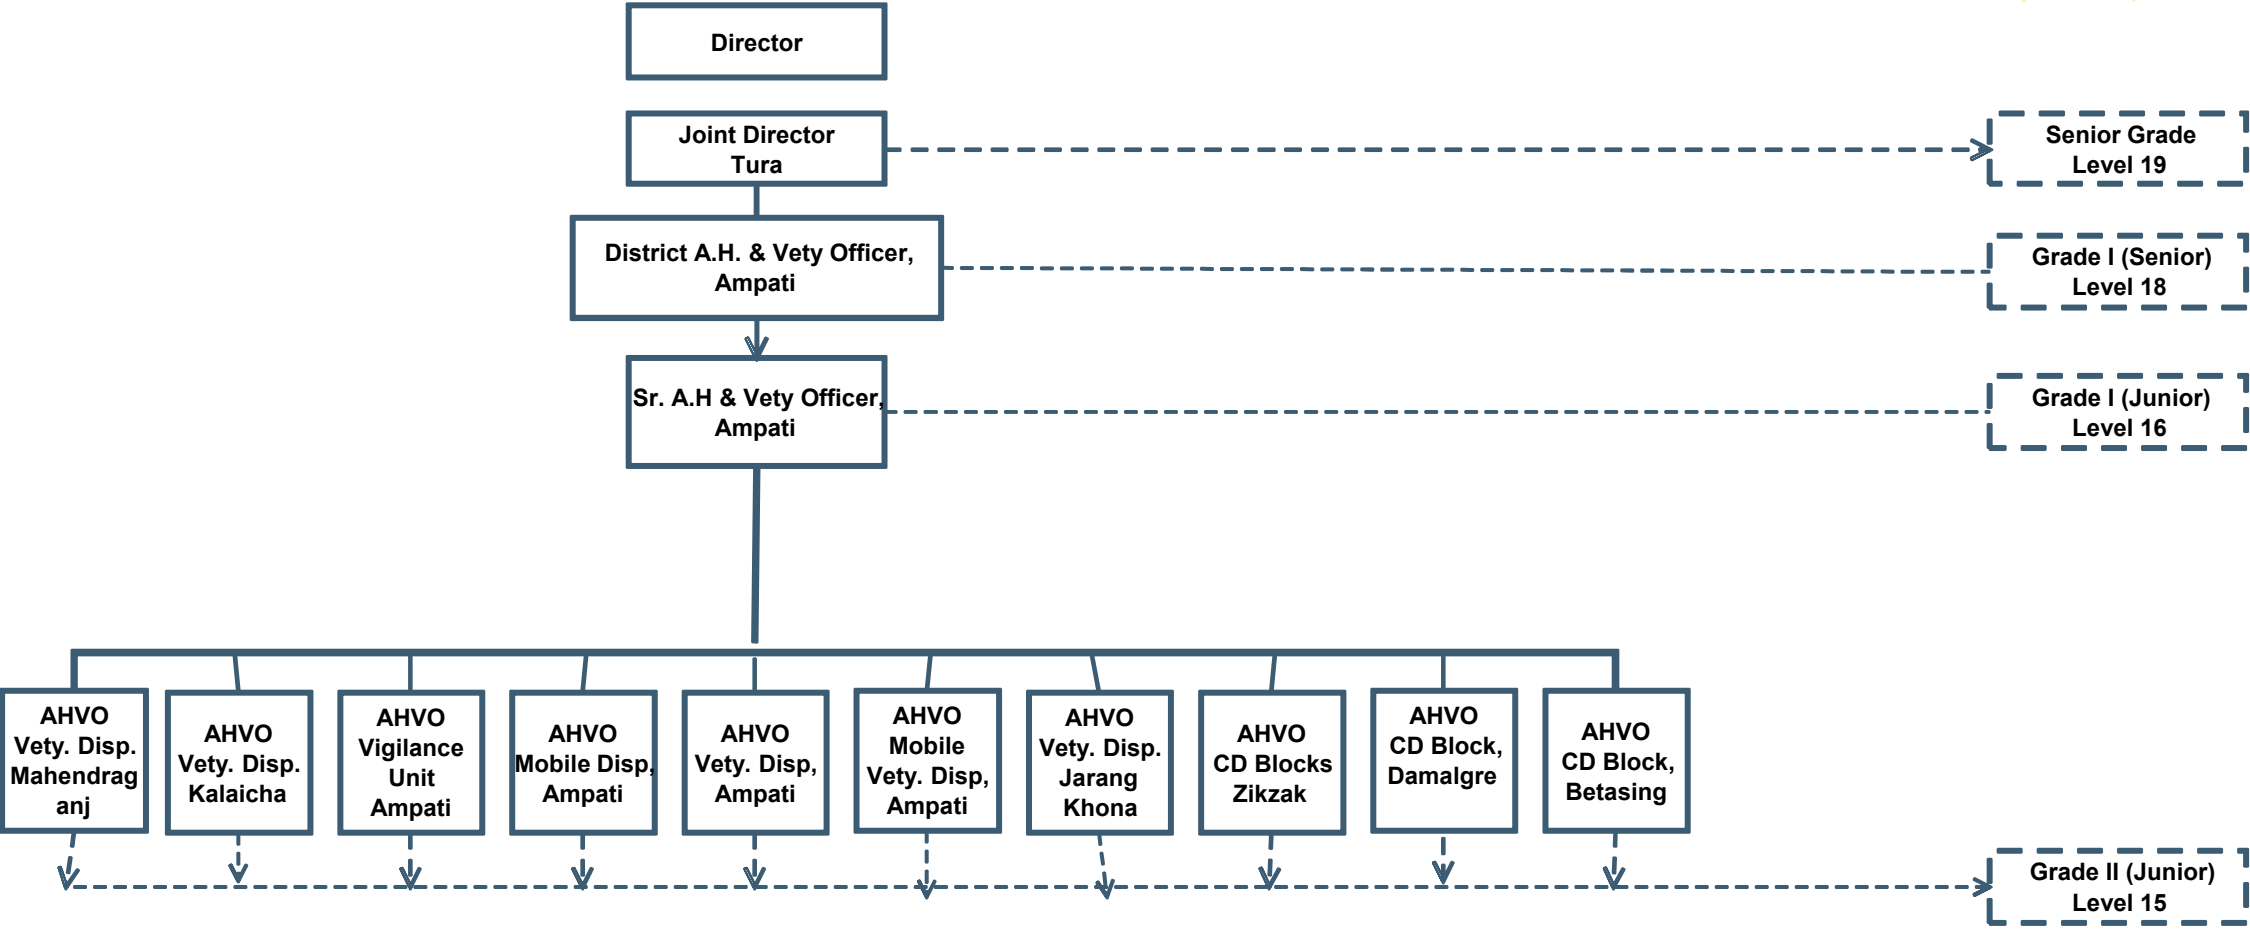 Director
Joint Director
Tura
Senior Grade
Level 19
District A.H. & Vety Officer,
Ampati
Grade I (Senior)
Level 18
Sr. A.H & Vety Officer,
Ampati
Grade I (Junior)
Level 16
AHVO
Vety. Disp.
Mahendrag
anj
AHVO
Vety. Disp.
Kalaicha
AHVO
Vigilance
Unit
Ampati
AHVO
Mobile Disp,
Ampati
AHVO
Vety. Disp,
Ampati
AHVO
Mobile
Vety. Disp,
Ampati
AHVO
Vety. Disp.
Jarang
Khona
AHVO
CD Blocks
Zikzak
AHVO
CD Block,
Damalgre
AHVO
CD Block,
Betasing
Grade II (Junior)
Level 15